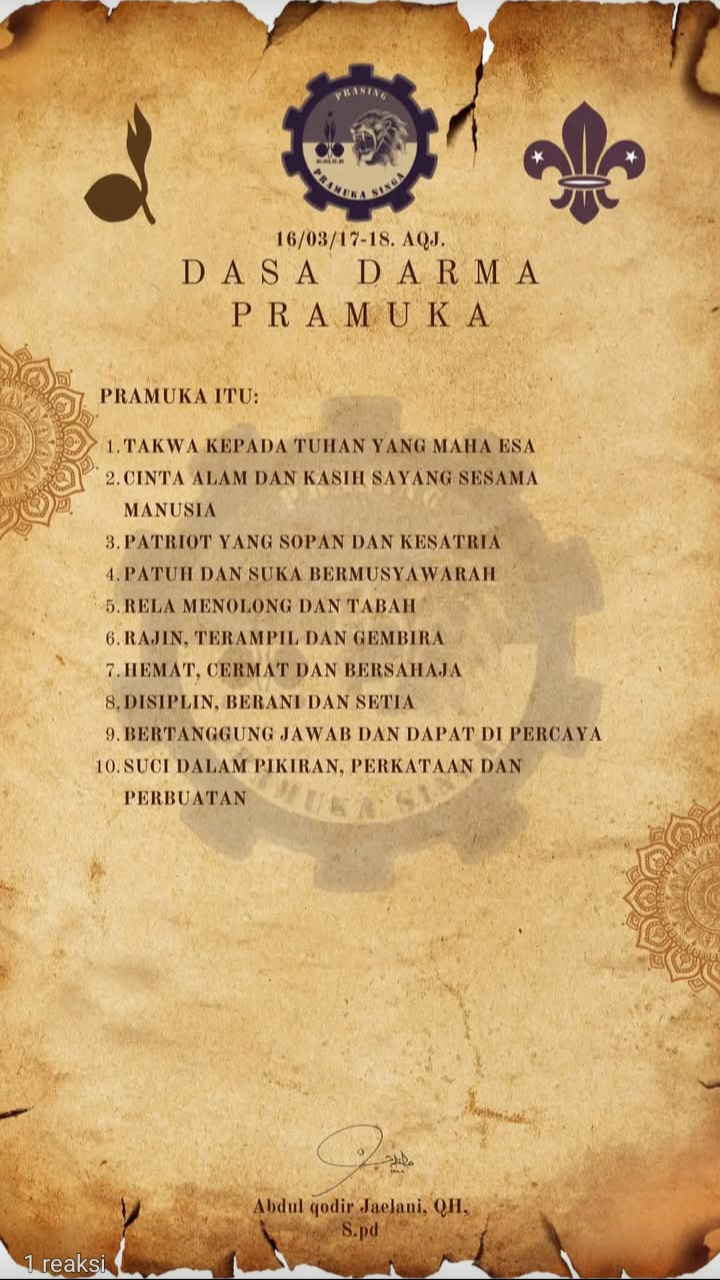 PRASING
PRAMUKA SINGA
16/03/17-18. AQJ.
DASA DARMA
PRAMUKA
PRAMUKA ITU:
1. TAKWA KEPADA TUHAN YANG MAHA ESA
2. CINTA ALAM DAN KASIH SAYANG SESAMA
MANUSIA
3. PATRIOT YANG SOPAN DAN KESATRIA
4. PATUH DAN SUKA BERMUSYAWARAH
5. RELA MENOLONG DAN TABAH
6. RAJIN, TERAMPIL DAN GEMBIRA
7. HEMAT, CERMAT DAN BERSAHAJA
8. DISIPLIN, BERANI DAN SETIA
9. BERTANGGUNG JAWAB DAN DAPAT DI PERCAYA
10. SUCI DALAM PIKIRAN, PERKATAAN DAN
PERBUATAN
Abdul qodir Jaelani, QH,
S.pd
1 reaksi